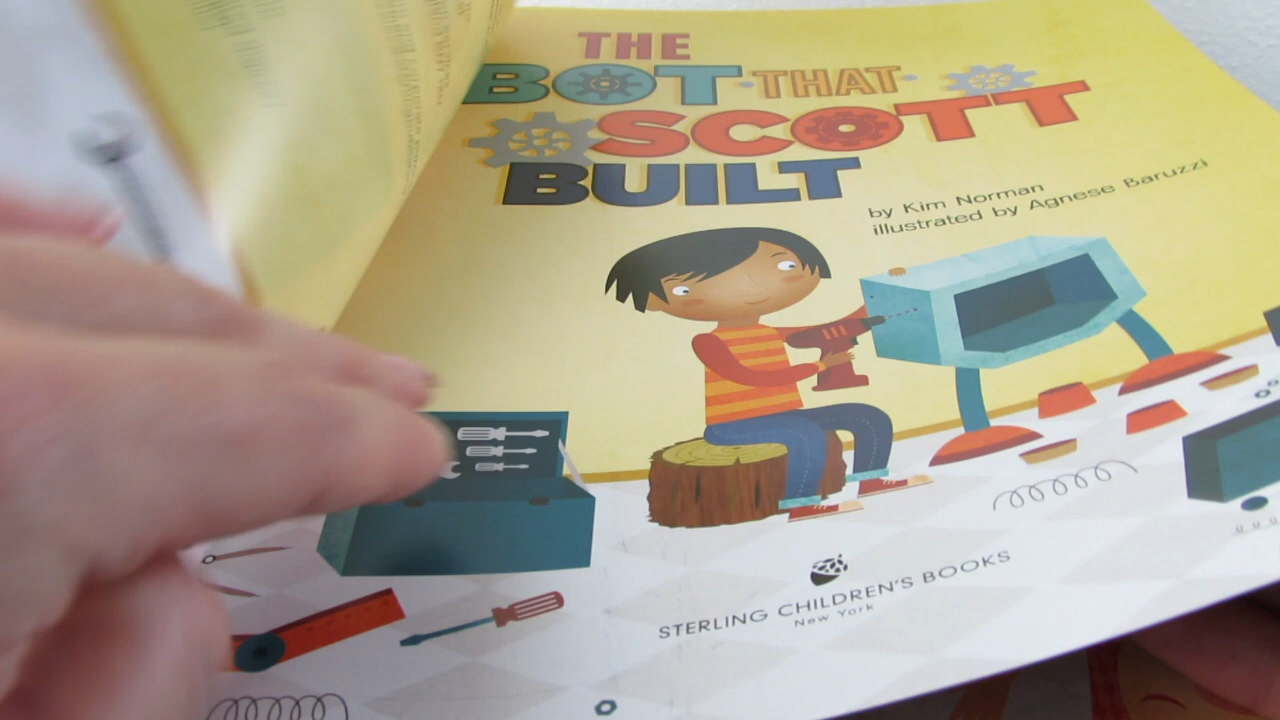 THE
BOT THAT
SCOTT
BUILT
by Kim Norman
illustrated by Agnese Baruzzi
STERLING CHILDREN'S BOOKS
New York